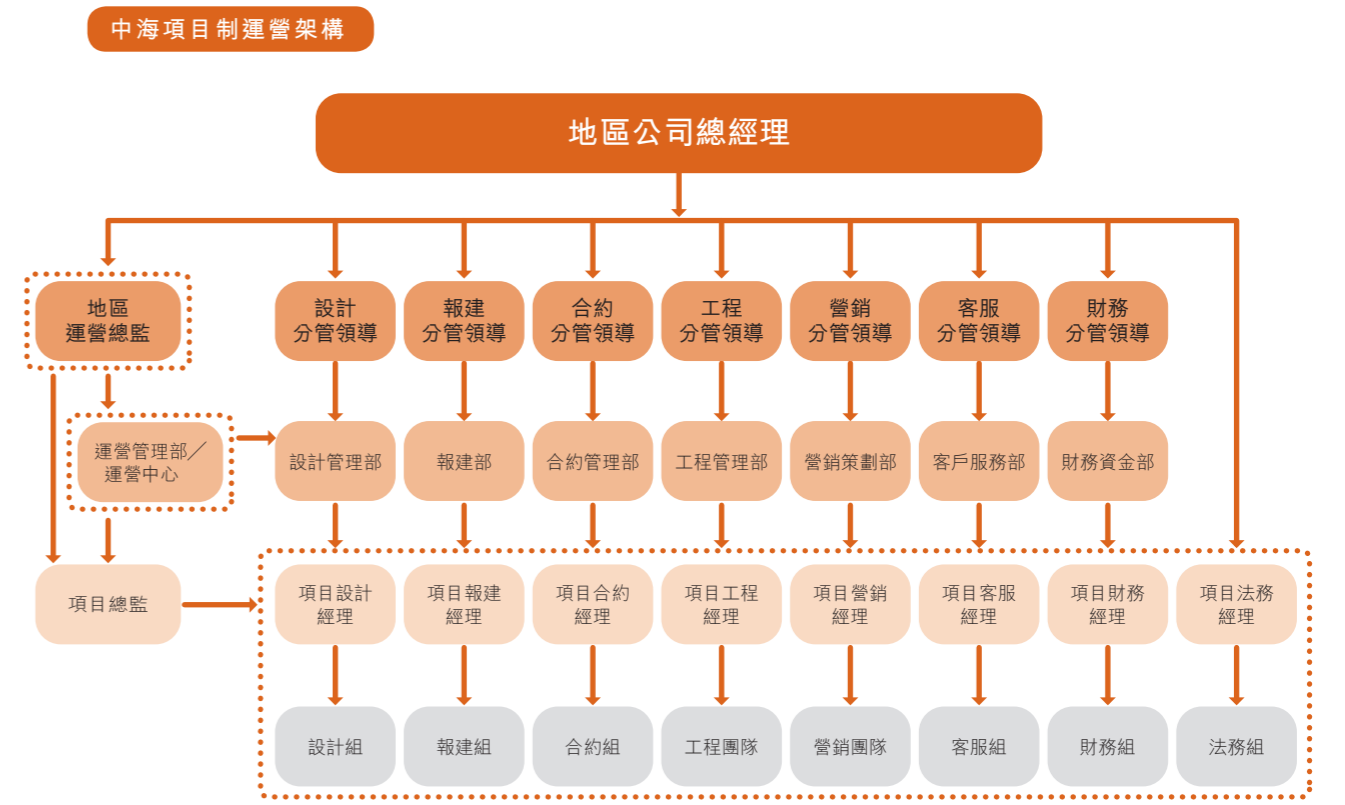 中海項目制運營架構
地區公司總經理
地區
運營總監
設計
分管領導
報建
分管領導
合約
分管領導
工程
分管領導
營銷
分管領導
客服
分管領導
財務
分管領導
運營管理部／
運營中心
設計管理部
報建部
合約管理部
工程管理部
營銷策劃部
客戶服務部
財務資金部
項目總監
項目設計
經理
項目報建
經理
項目合約
經理
項目工程
經理
項目營銷
經理
項目客服
經理
項目財務
經理
項目法務
經理
設計組
報建組
合約組
工程團隊
營銷團隊
客服組
財務組
法務組